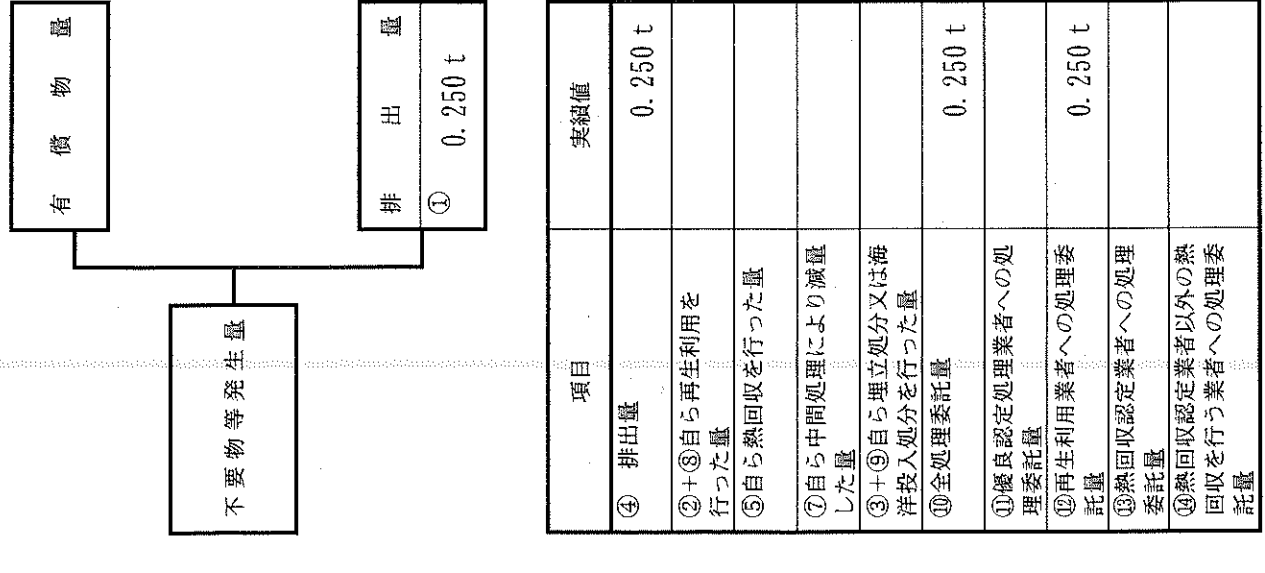 不要物等発生量
有償物量
排出量
① 0.250 t
項目 実績値
④ 排出量 0.250 t
②+⑧自ら再生利用を
行った量
⑤自ら熱回収を行った量
⑦自ら中間処理により減量
した量
③+⑨自ら埋立処分又は海
洋投入処分を行った量
⑩全処理委託量 0.250 t
⑪優良認定処理業者への処
理委託量
⑫再生利用業者への処理委
託量 0.250 t
⑬熱回収認定業者への処理
委託量
⑭熱回収認定業者以外の熱
回収を行う業者への処理委
託量